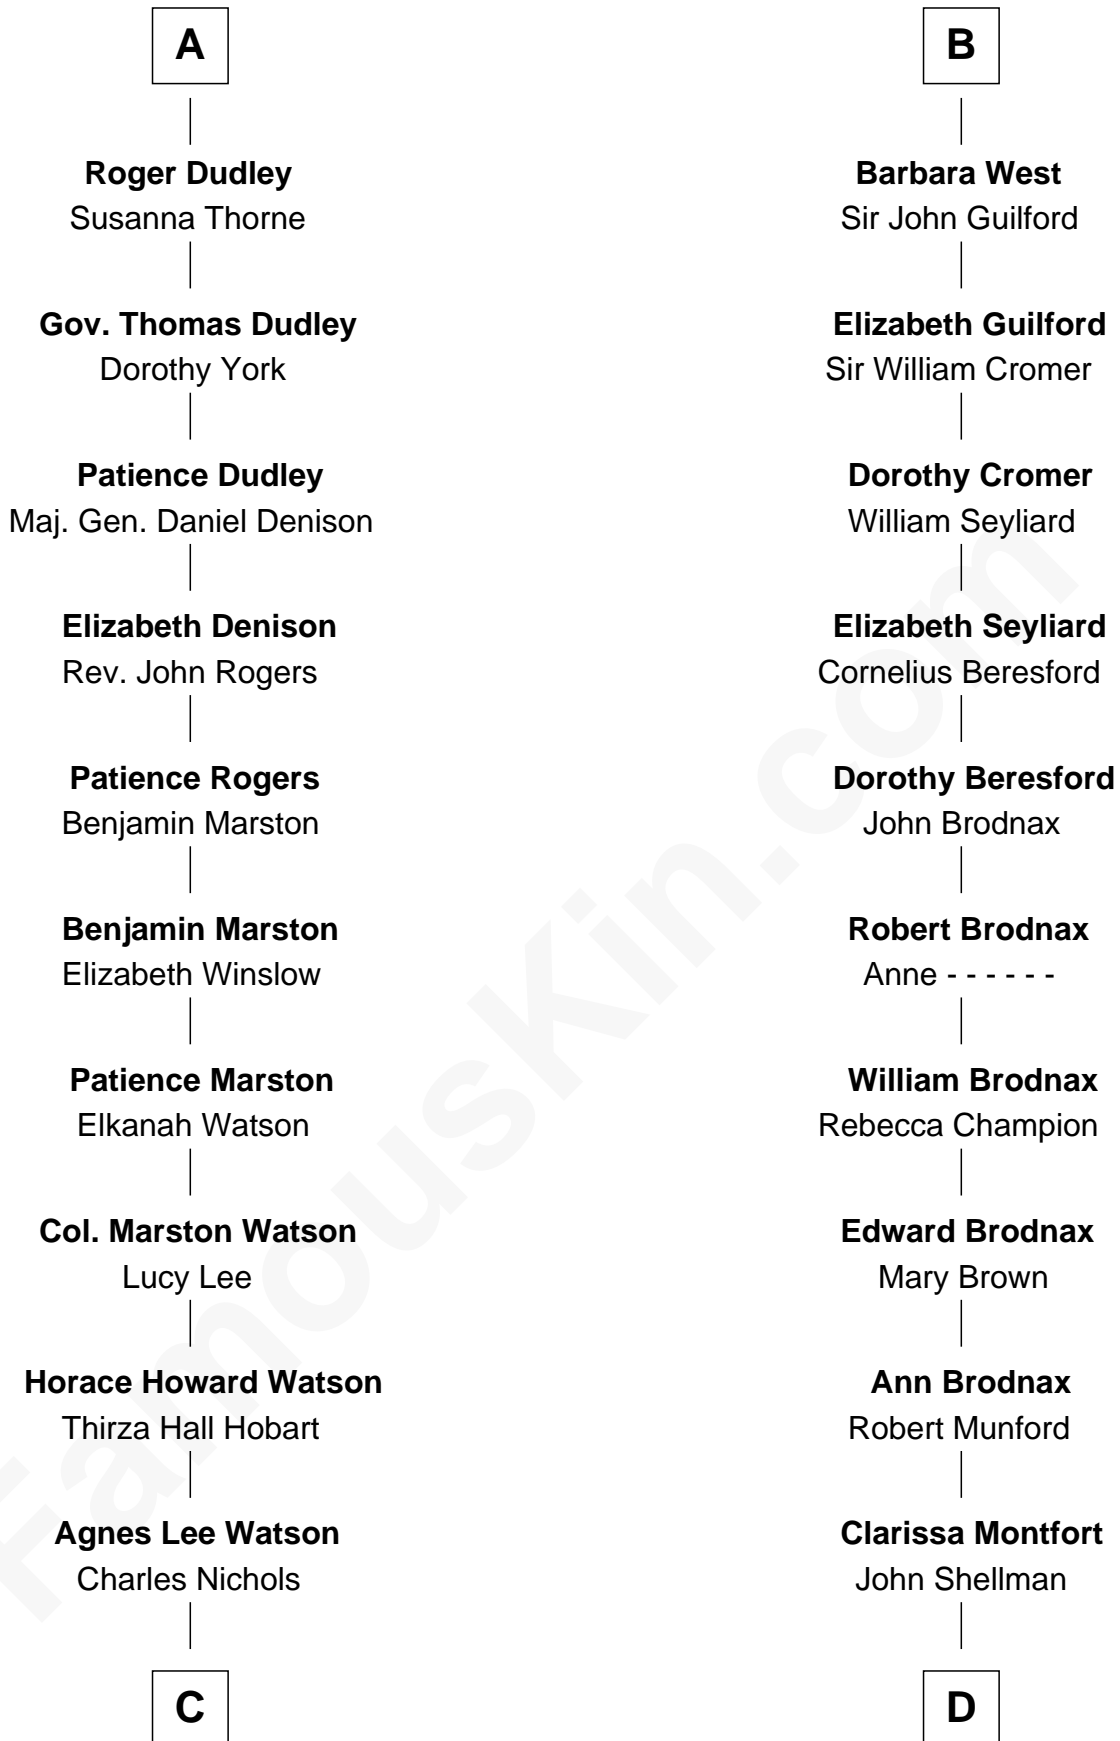 A
Roger Dudley
Susanna Thorne
Gov. Thomas Dudley
Dorothy York
Patience Dudley
Maj. Gen. Daniel Denison
Elizabeth Denison
Rev. John Rogers
Patience Rogers
Benjamin Marston
Benjamin Marston
Elizabeth Winslow
Patience Marston
Elkanah Watson
Col. Marston Watson
Lucy Lee
Horace Howard Watson
Thirza Hall Hobart
Agnes Lee Watson
Charles Nichols
C
B
Barbara West
Sir John Guilford
Elizabeth Guilford
Sir William Cromer
Dorothy Cromer
William Seyliard
Elizabeth Seyliard
Cornelius Beresford
Dorothy Beresford
John Brodnax
Robert Brodnax
Anne - - - - - -
William Brodnax
Rebecca Champion
Edward Brodnax
Mary Brown
Ann Brodnax
Robert Munford
Clarissa Montfort
John Shellman
D
FamousKin.com